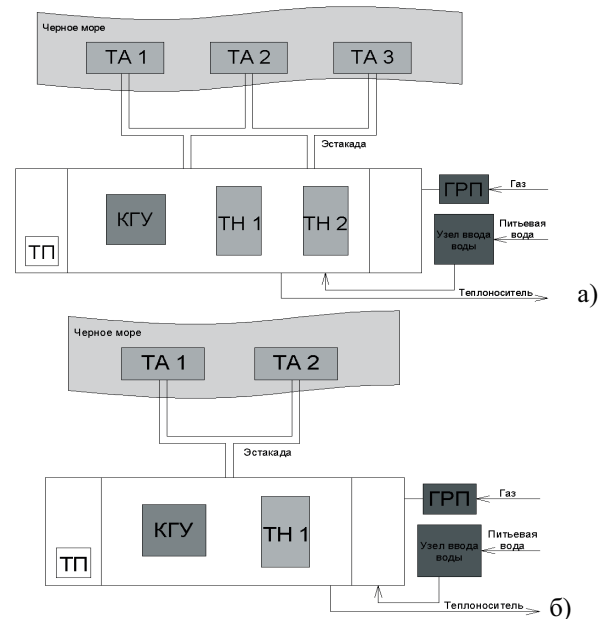 Черное море
ТА 1
ТА 2
ТА 3
Эстакада
КГУ
ТН 1
ТН 2
ТП
ГРП
Газ
Узел ввода
воды
Питьевая
вода
Теплоноситель
а)
Черное море
ТА 1
ТА 2
Эстакада
КГУ
ТН 1
ТП
ГРП
Газ
Узел ввода
воды
Питьевая
вода
Теплоноситель
б)